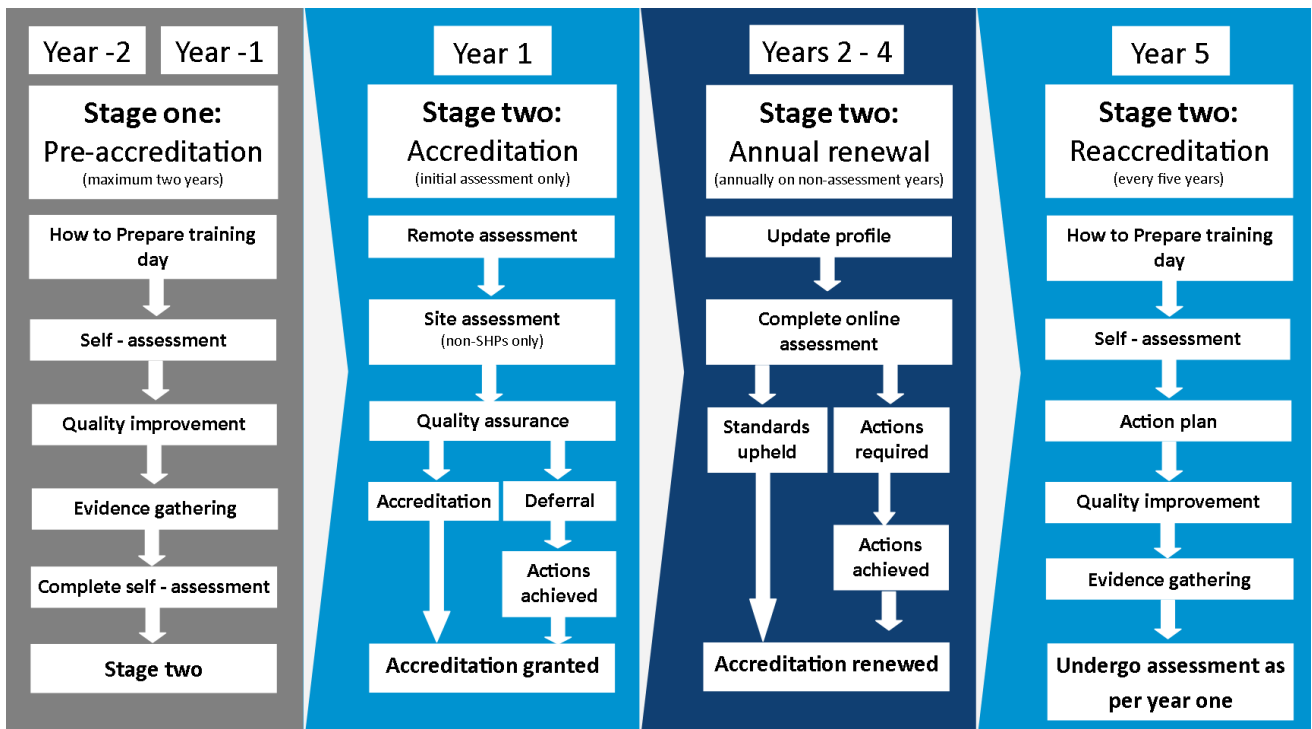 Year -2
Year -1
Stage one:
Pre-accreditation
(maximum two years)
How to Prepare training
day
Self - assessment
Quality improvement
Evidence gathering
Complete self - assessment
Stage two
Year 1
Stage two:
Accreditation
(initial assessment only)
Remote assessment
Site assessment
(non-SHPs only)
Quality assurance
Accreditation
Deferral
Actions
achieved
Accreditation granted
Years 2 - 4
Stage two:
Annual renewal
(annually on non-assessment years)
Update profile
Complete online
assessment
Standards
upheld
Actions
required
Actions
achieved
Accreditation renewed
Year 5
Stage two:
Reaccreditation
(every five years)
How to Prepare training
day
Self - assessment
Action plan
Quality improvement
Evidence gathering
Undergo assessment as
per year one